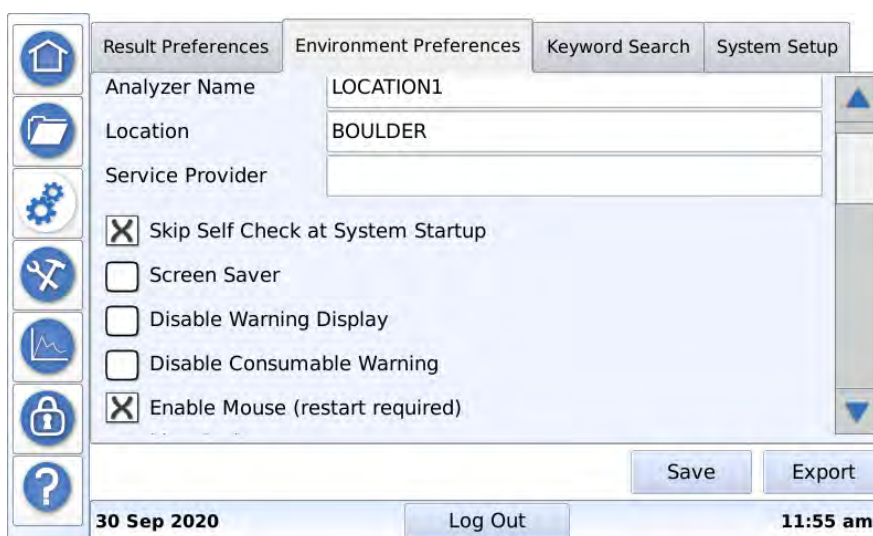 Result Preferences
Environment Preferences
Keyword Search
System Setup
Analyzer Name LOCATION1
Location BOULDER
Service Provider
Skip Self Check at System Startup
Screen Saver
Disable Warning Display
Disable Consumable Warning
Enable Mouse (restart required)
Save
Export
30 Sep 2020
Log Out
11:55 am